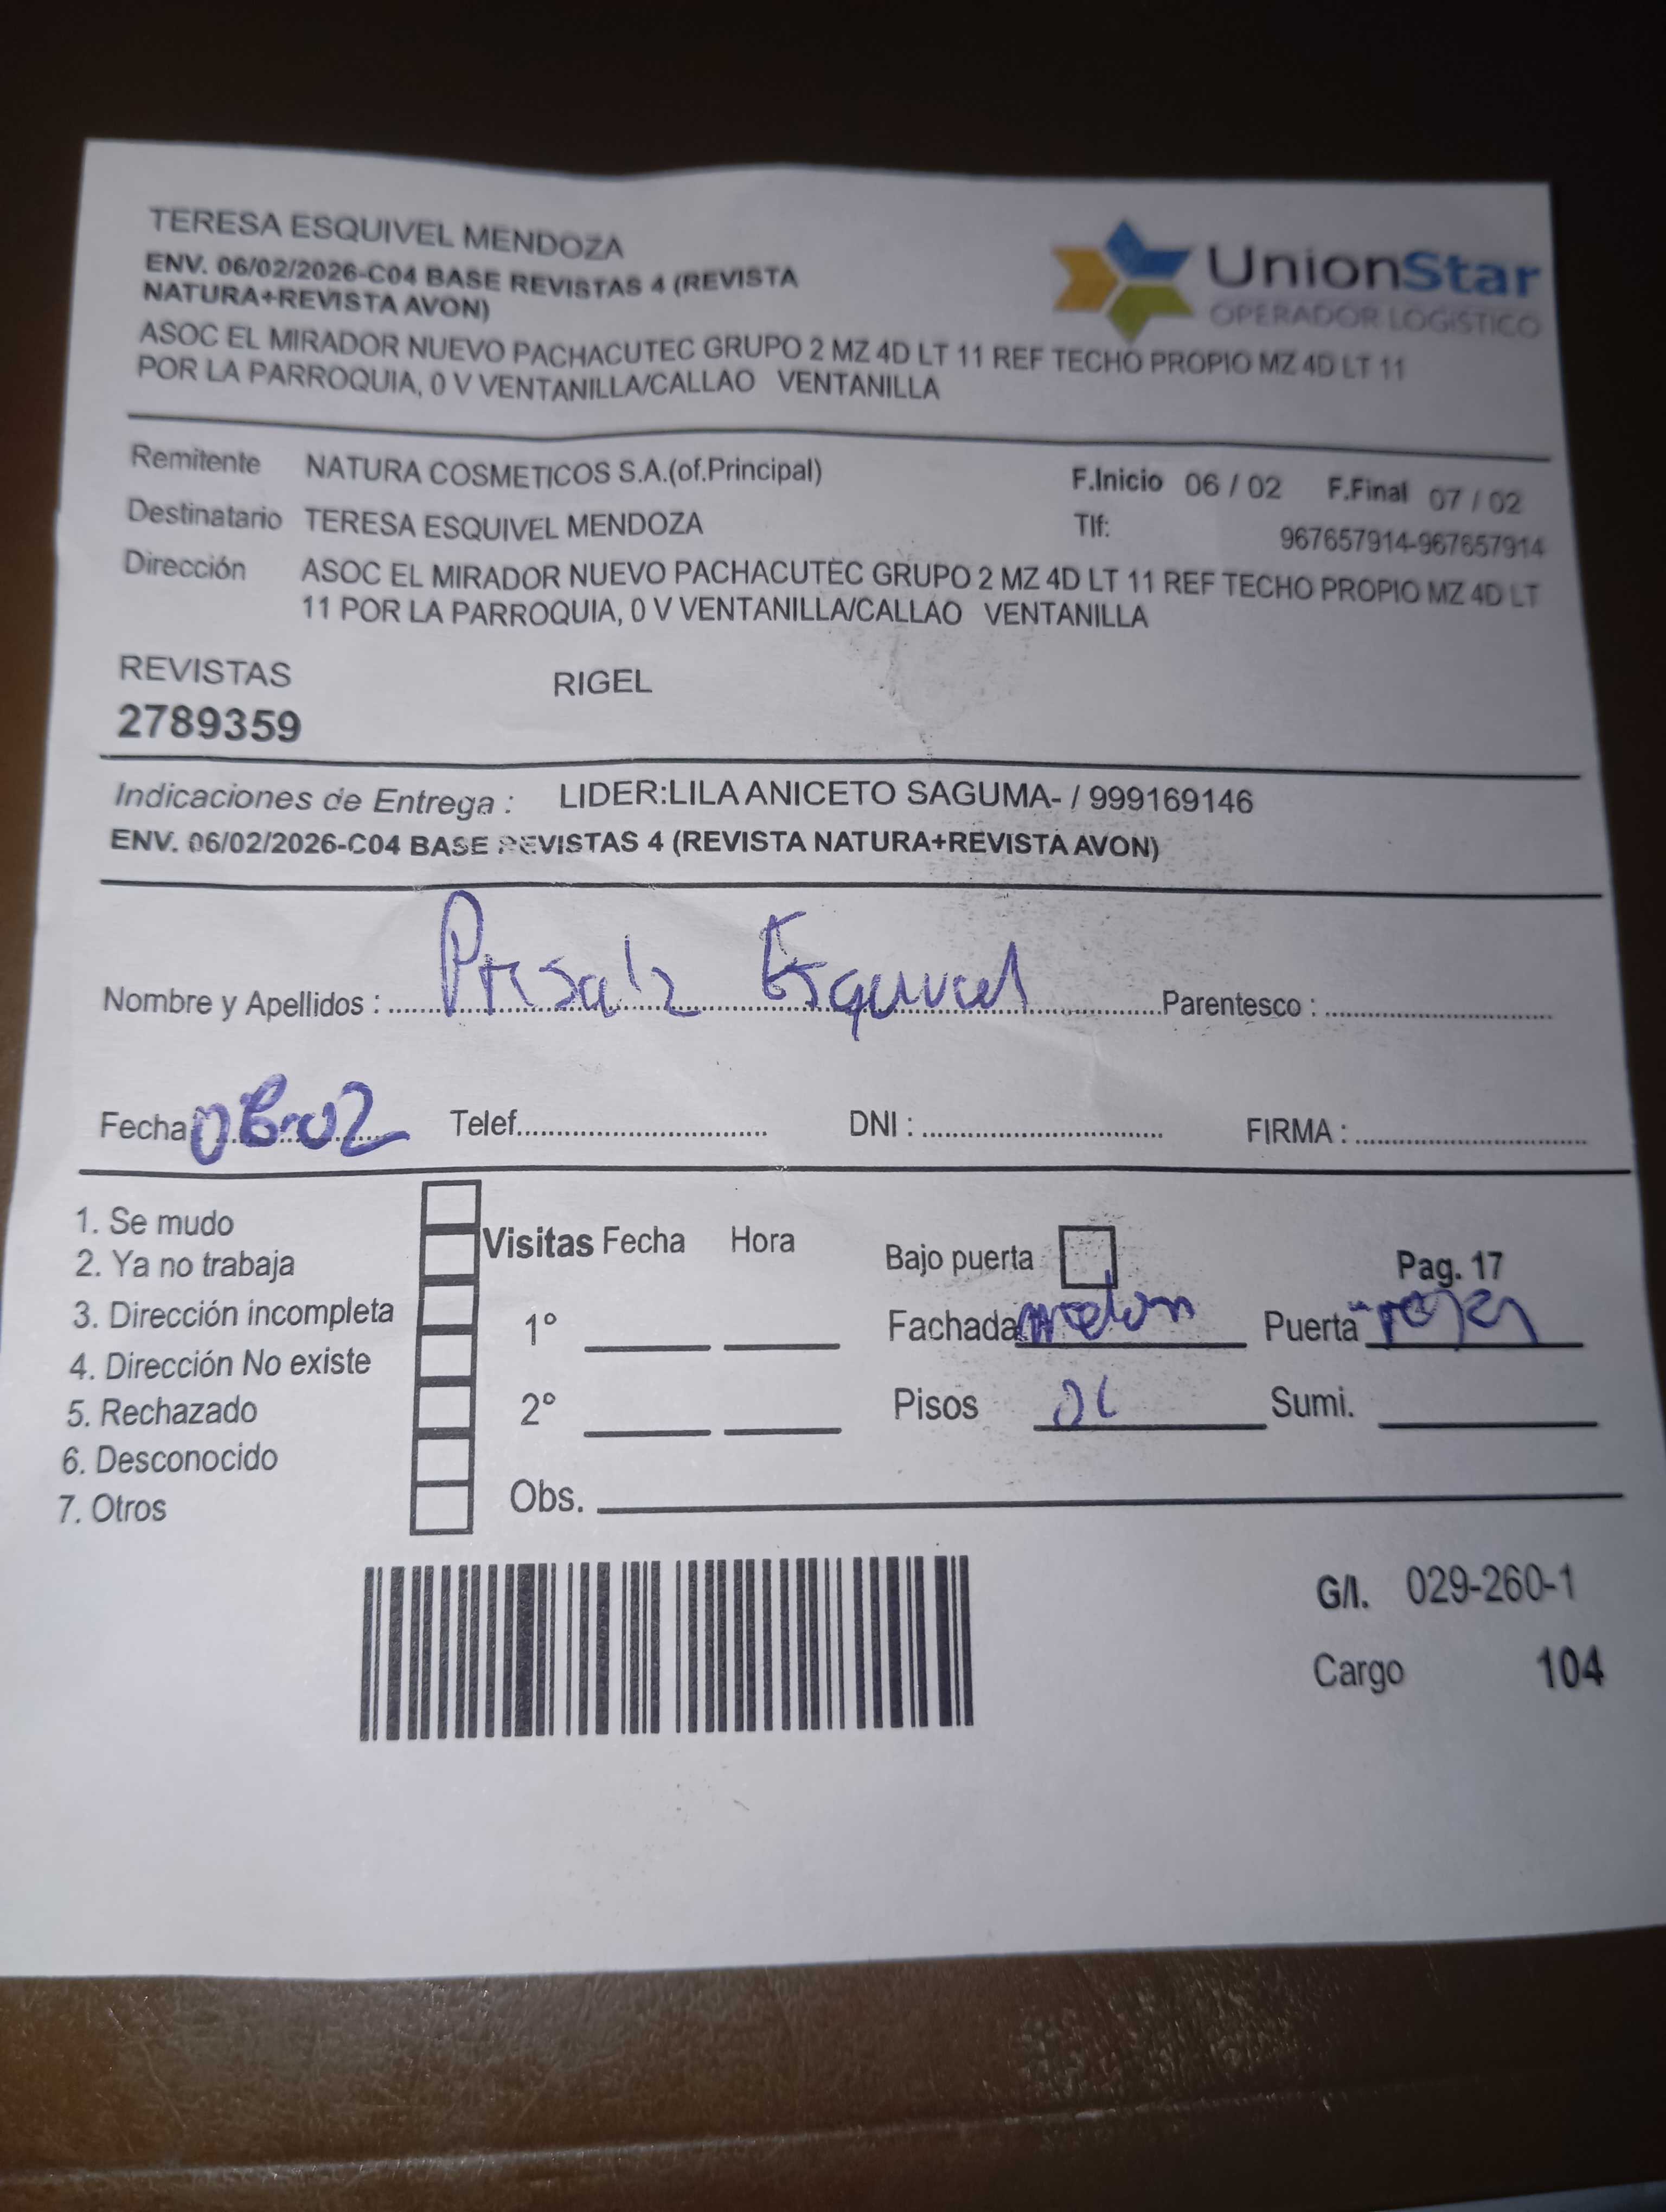 TERESA ESQUIVEL MENDOZA
ENV. 06/02/2026-C04 BASE REVISTAS 4 (REVISTA
NATURA+REVISTA AVON)
UnionStar
OPERADOR LOGÍSTICO
ASOC EL MIRADOR NUEVO PACHACUTEC GRUPO 2 MZ 4D LT 11 REF TECHO PROPIO MZ 4D LT 11
POR LA PARROQUIA, 0 V VENTANILLA/CALLAO VENTANILLA
Remitente NATURA COSMETICOS S.A.(of.Principal) F.Inicio 06 / 02 F.Final 07 / 02
Destinatario TERESA ESQUIVEL MENDOZA Tlf: 967657914-967657914
Dirección ASOC EL MIRADOR NUEVO PACHACUTEC GRUPO 2 MZ 4D LT 11 REF TECHO PROPIO MZ 4D LT
11 POR LA PARROQUIA, 0 V VENTANILLA/CALLAO VENTANILLA
REVISTAS RIGEL
2789359
Indicaciones de Entrega : LIDER:LILA ANICETO SAGUMA- / 999169146
ENV. 06/02/2026-C04 BASE REVISTAS 4 (REVISTA NATURA+REVISTA AVON)
Nombre y Apellidos : Esquivel Parentesco :
Fecha Telef. DNI : FIRMA :
1. Se mudo
2. Ya no trabaja
3. Dirección incompleta
4. Dirección No existe
5. Rechazado
6. Desconocido
7. Otros
Visitas Fecha Hora
1°
2°
Obs.
Bajo puerta Pag. 17
Fachada melon Puerta roja
Pisos Sumi.
G/I. 029-260-1
Cargo 104